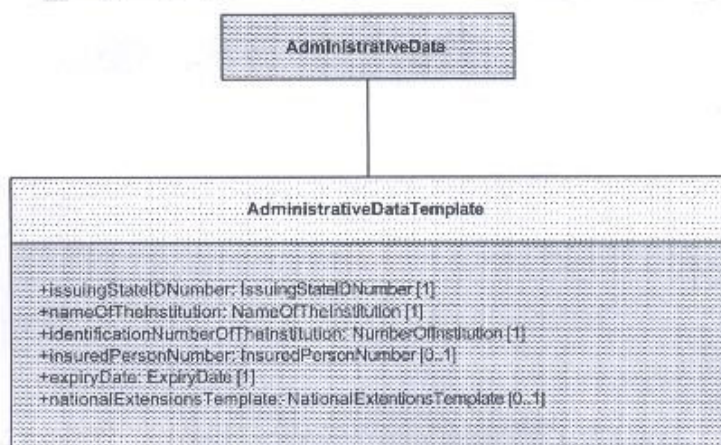 AdministrativeData
AdministrativeDataTemplate
+issuingStateIDNumber: IssuingStateIDNumber [1]
+nameOfTheInstitution: NameOfTheInstitution [1]
+identificationNumberOfTheInstitution: NumberOfInstitution [1]
+insuredPersonNumber: InsuredPersonNumber [0..1]
+expiryDate: ExpiryDate [1]
+nationalExtensionsTemplate: NationalExtentionsTemplate [0..1]